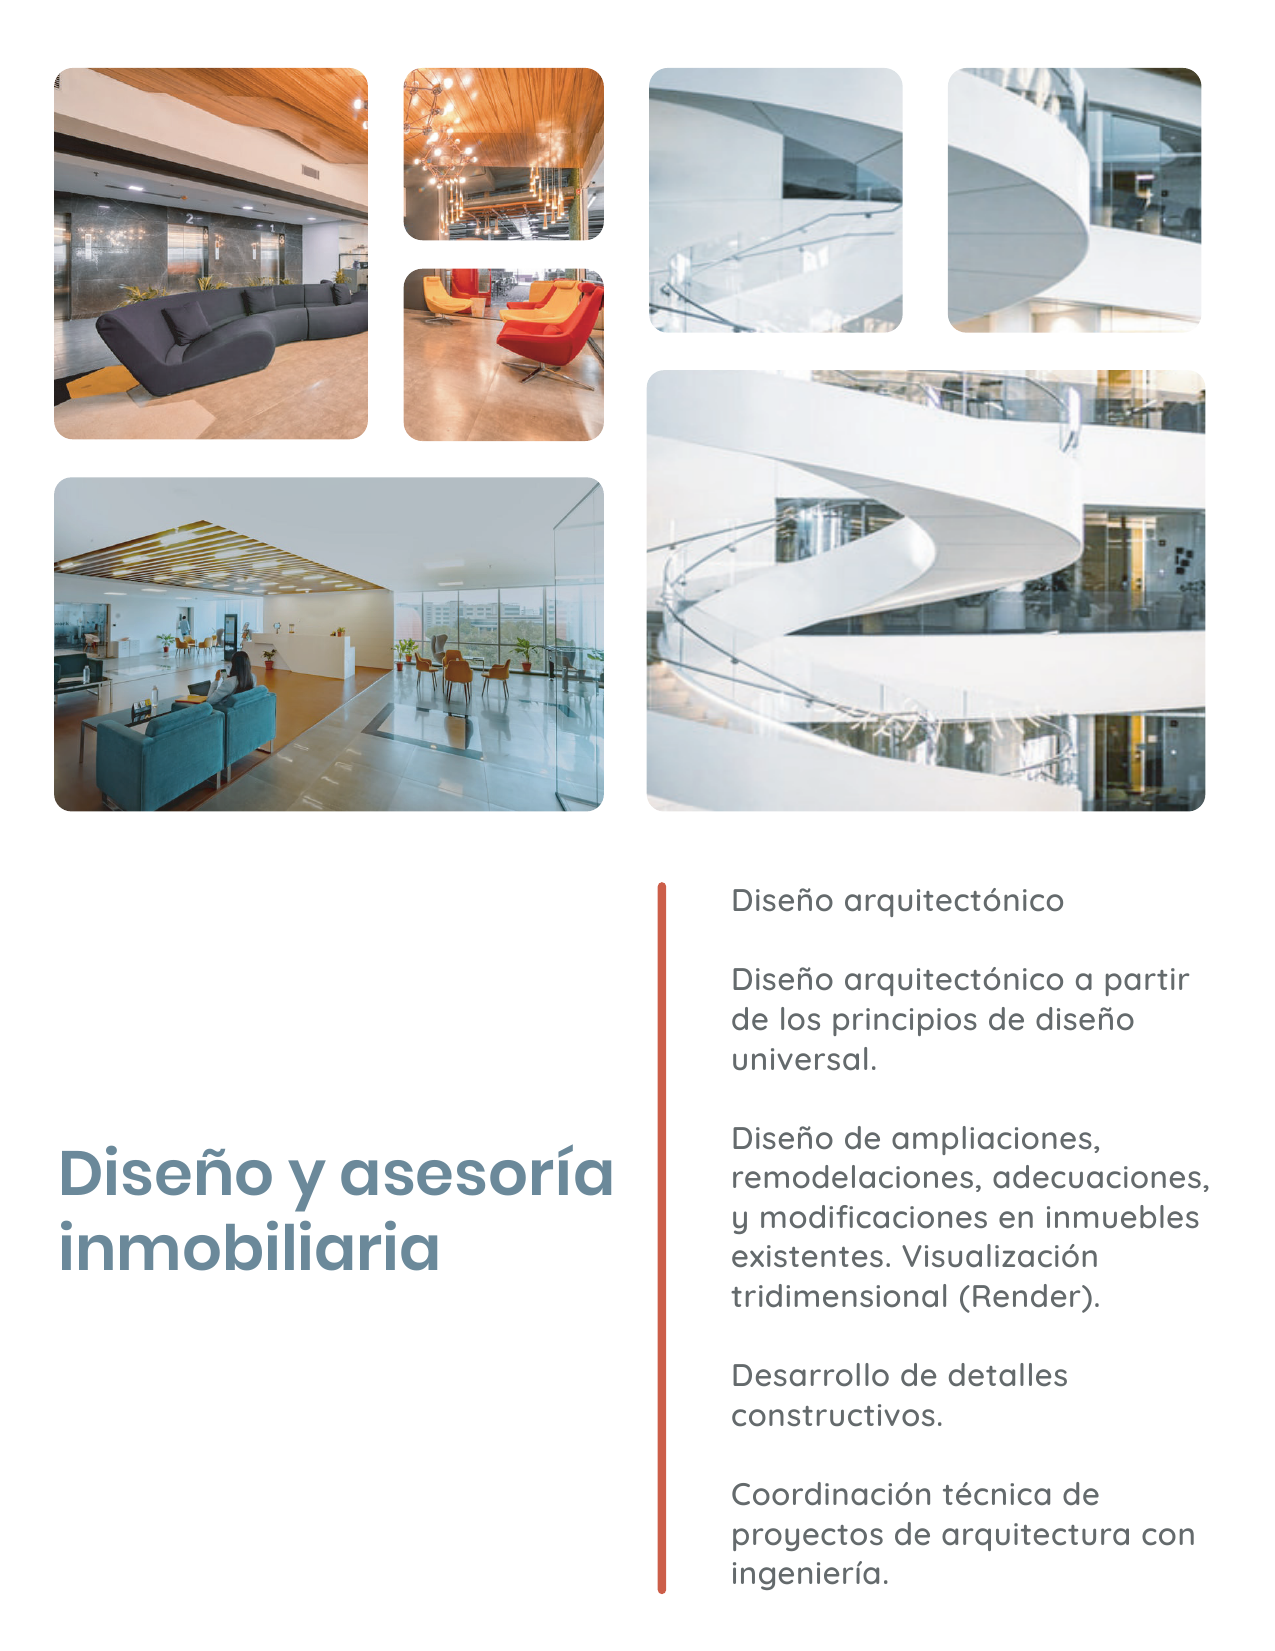 2
1
Diseño y asesoría
inmobiliaria
Diseño arquitectónico
Diseño arquitectónico a partir
de los principios de diseño
universal.
Diseño de ampliaciones,
remodelaciones, adecuaciones,
y modificaciones en inmuebles
existentes. Visualización
tridimensional (Render).
Desarrollo de detalles
constructivos.
Coordinación técnica de
proyectos de arquitectura con
ingeniería.